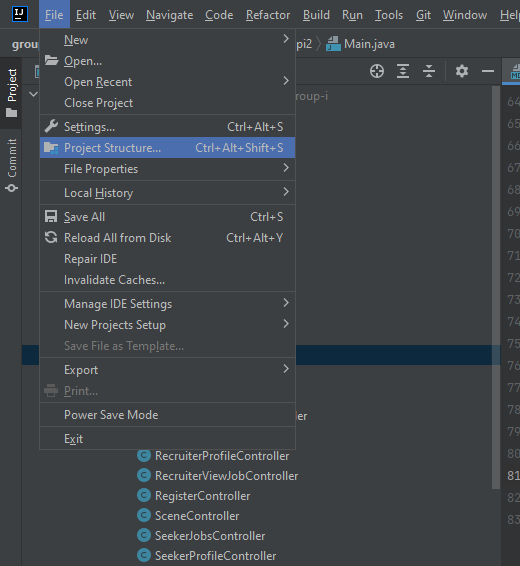 IJ File Edit View Navigate Code Refactor Build Run Tools Git Window
grou pi2 Main.java
New
Open...
Open Recent
Close Project
roup-i
Settings... Ctrl+Alt+S
Project Structure... Ctrl+Alt+Shift+S
File Properties
Local History
Save All Ctrl+S
Reload All from Disk Ctrl+Alt+Y
Repair IDE
Invalidate Caches...
Manage IDE Settings
New Projects Setup
Save File as Template...
Export
Print...
Power Save Mode
Exit
ler
C RecruiterProfileController
C RecruiterViewJobController
C RegisterController
C SceneController
C SeekerJobsController
C SeekerProfileController
Project
Commit
64
65
66
67
68
69
70
71
72
73
74
75
76
77
78
79
80
81
82
83